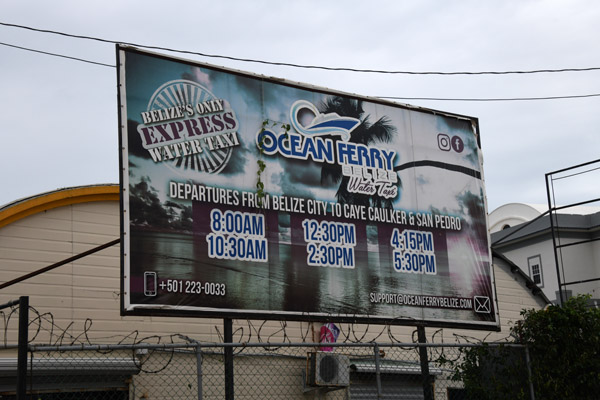 BELIZE'S ONLY
EXPRESS
WATER TAXI
OCEAN FERRY
BELIZE
Water Taxi
DEPARTURES FROM BELIZE CITY TO CAYE CAULKER & SAN PEDRO
8:00AM 12:30PM 4:15PM
10:30AM 2:30PM 5:30PM
+501 223-0033
SUPPORT@OCEANFERRYBELIZE.COM